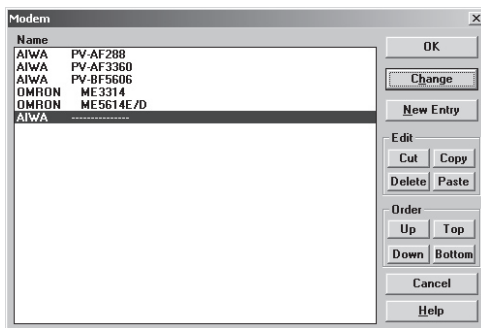 Modem
Name
AIWA PV-AF288
AIWA PV-AF3360
AIWA PV-BF5606
OMRON ME3314
OMRON ME5614E/D
AIWA --------------
OK
Change
New Entry
Edit
Cut Copy
Delete Paste
Order
Up Top
Down Bottom
Cancel
Help